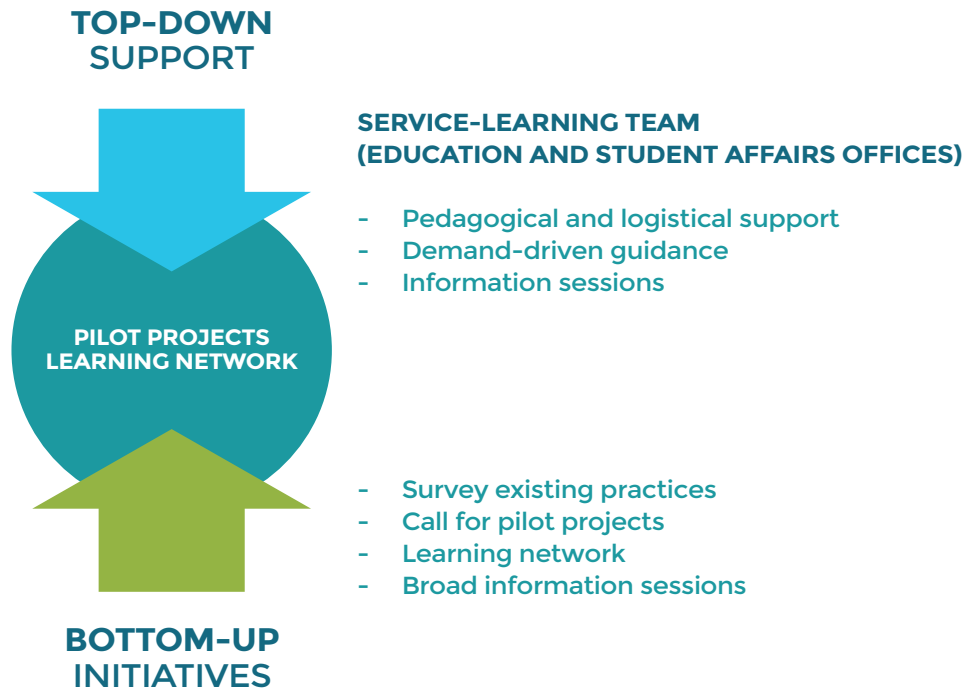 TOP-DOWN
SUPPORT
SERVICE-LEARNING TEAM
(EDUCATION AND STUDENT AFFAIRS OFFICES)
- Pedagogical and logistical support
- Demand-driven guidance
- Information sessions
PILOT PROJECTS
LEARNING NETWORK
- Survey existing practices
- Call for pilot projects
- Learning network
- Broad information sessions
BOTTOM-UP
INITIATIVES